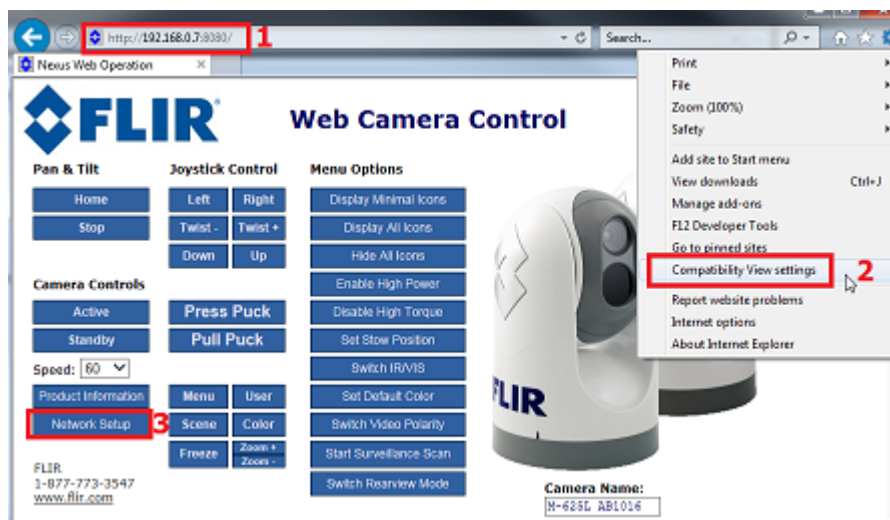 http://192.168.0.7:8080/ 1
Search...
Nexus Web Operation
Print
File
Zoom (100%)
Safety
Add site to Start menu
View downloads Ctrl+J
Manage add-ons
F12 Developer Tools
Go to pinned sites
Compatibility View settings 2
Report website problems
Internet options
About Internet Explorer
FLIR
Web Camera Control
Pan & Tilt
Home
Stop
Joystick Control
Left Right
Twist - Twist +
Down Up
Menu Options
Display Minimal Icons
Display All Icons
Hide All Icons
Enable High Power
Disable High Torque
Set Stow Position
Switch IR/VIS
Set Default Color
Switch Video Polarity
Start Surveillance Scan
Switch Rearview Mode
Camera Controls
Active
Standby
Press Puck
Pull Puck
Speed: 60
Product Information
Network Setup 3
Menu User
Scene Color
Freeze Zoom +
Zoom -
FLIR
1-877-773-3547
www.flir.com
FLIR
Camera Name:
M-625L AB1016